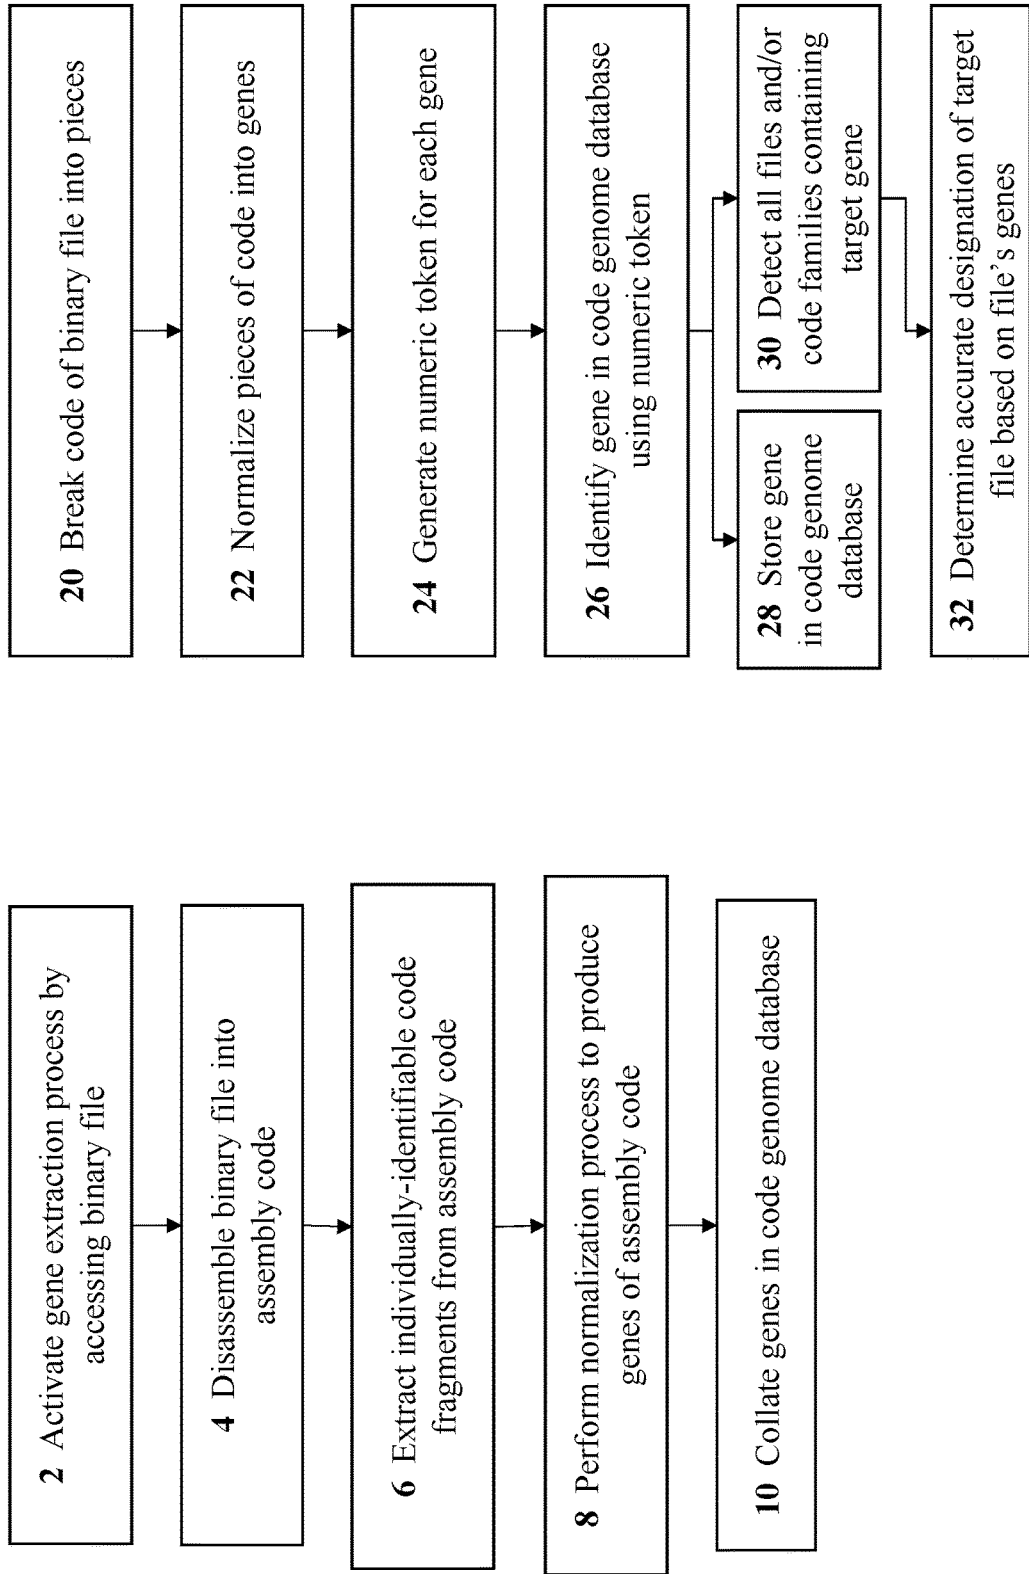 2 Activate gene extraction process by
accessing binary file
4 Disassemble binary file into
assembly code
6 Extract individually-identifiable code
fragments from assembly code
8 Perform normalization process to produce
genes of assembly code
10 Collate genes in code genome database
20 Break code of binary file into pieces
22 Normalize pieces of code into genes
24 Generate numeric token for each gene
26 Identify gene in code genome database
using numeric token
28 Store gene
in code genome
database
30 Detect all files and/or
code families containing
target gene
32 Determine accurate designation of target
file based on file’s genes